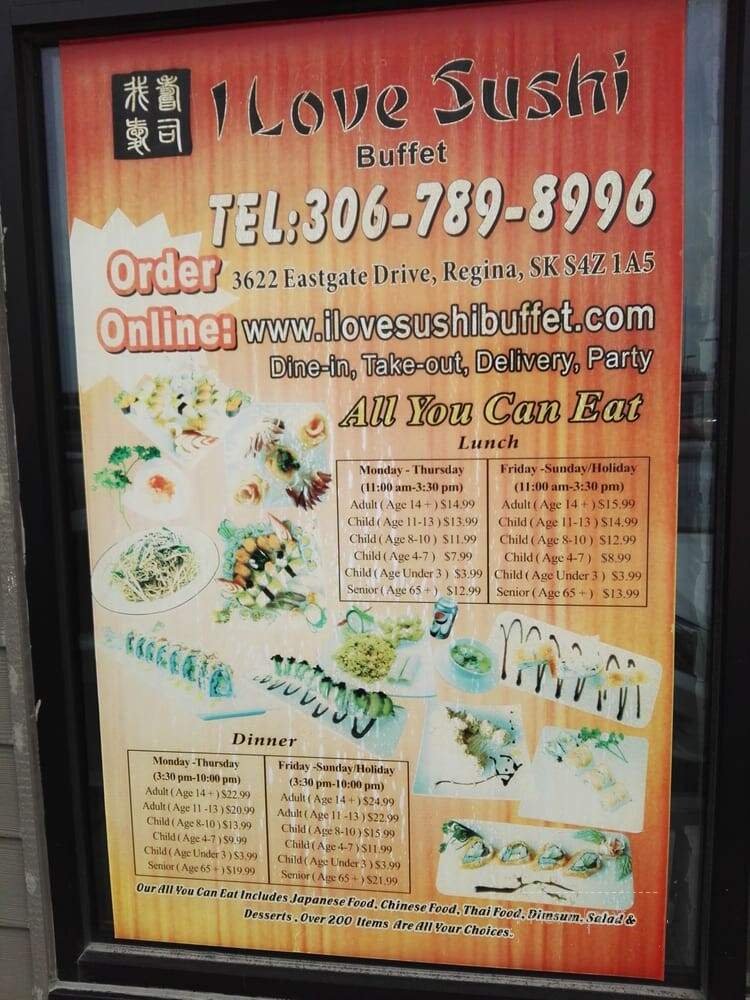 我愛
壽司
I Love Sushi
Buffet
TEL:306-789-8996
Order
Online:
3622 Eastgate Drive, Regina, SK S4Z 1A5
www.ilovesushibuffet.com
Dine-in, Take-out, Delivery, Party
All You Can Eat
Lunch
Monday - Thursday
(11:00 am-3:30 pm)
Adult ( Age 14 + ) $14.99
Child ( Age 11-13 ) $13.99
Child ( Age 8-10 ) $11.99
Child ( Age 4-7 ) $7.99
Child ( Age Under 3 ) $3.99
Senior ( Age 65 + ) $12.99
Friday -Sunday/Holiday
(11:00 am-3:30 pm)
Adult ( Age 14 + ) $15.99
Child ( Age 11-13 ) $14.99
Child ( Age 8-10 ) $12.99
Child ( Age 4-7 ) $8.99
Child ( Age Under 3 ) $3.99
Senior ( Age 65 + ) $13.99
Dinner
Monday -Thursday
(3:30 pm-10:00 pm)
Adult ( Age 14 + ) $22.99
Adult ( Age 11 -13 ) $20.99
Child ( Age 8-10 ) $13.99
Child ( Age 4-7 ) $9.99
Child ( Age Under 3 ) $3.99
Senior ( Age 65 + ) $19.99
Friday -Sunday/Holiday
(3:30 pm-10:00 pm)
Adult ( Age 14 + ) $24.99
Adult ( Age 11 -13 ) $22.99
Child ( Age 8-10 ) $15.99
Child ( Age 4-7 ) $11.99
Child ( Age Under 3 ) $3.99
Senior ( Age 65 + ) $21.99
Our All You Can Eat Includes Japanese Food, Chinese Food, Thai Food, Dimsum, Salad &
Desserts . Over 200 Items Are All Your Choices.